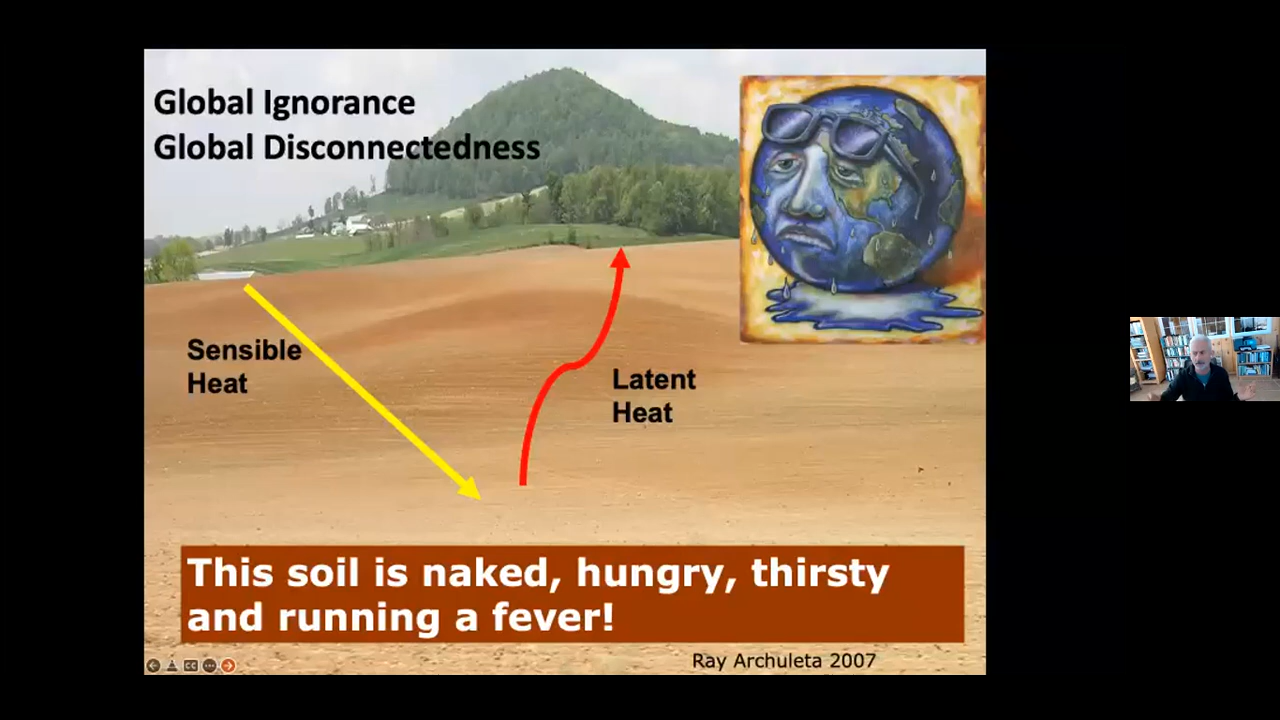 Global Ignorance
Global Disconnectedness
Sensible
Heat
Latent
Heat
This soil is naked, hungry, thirsty
and running a fever!
CC
Ray Archuleta 2007